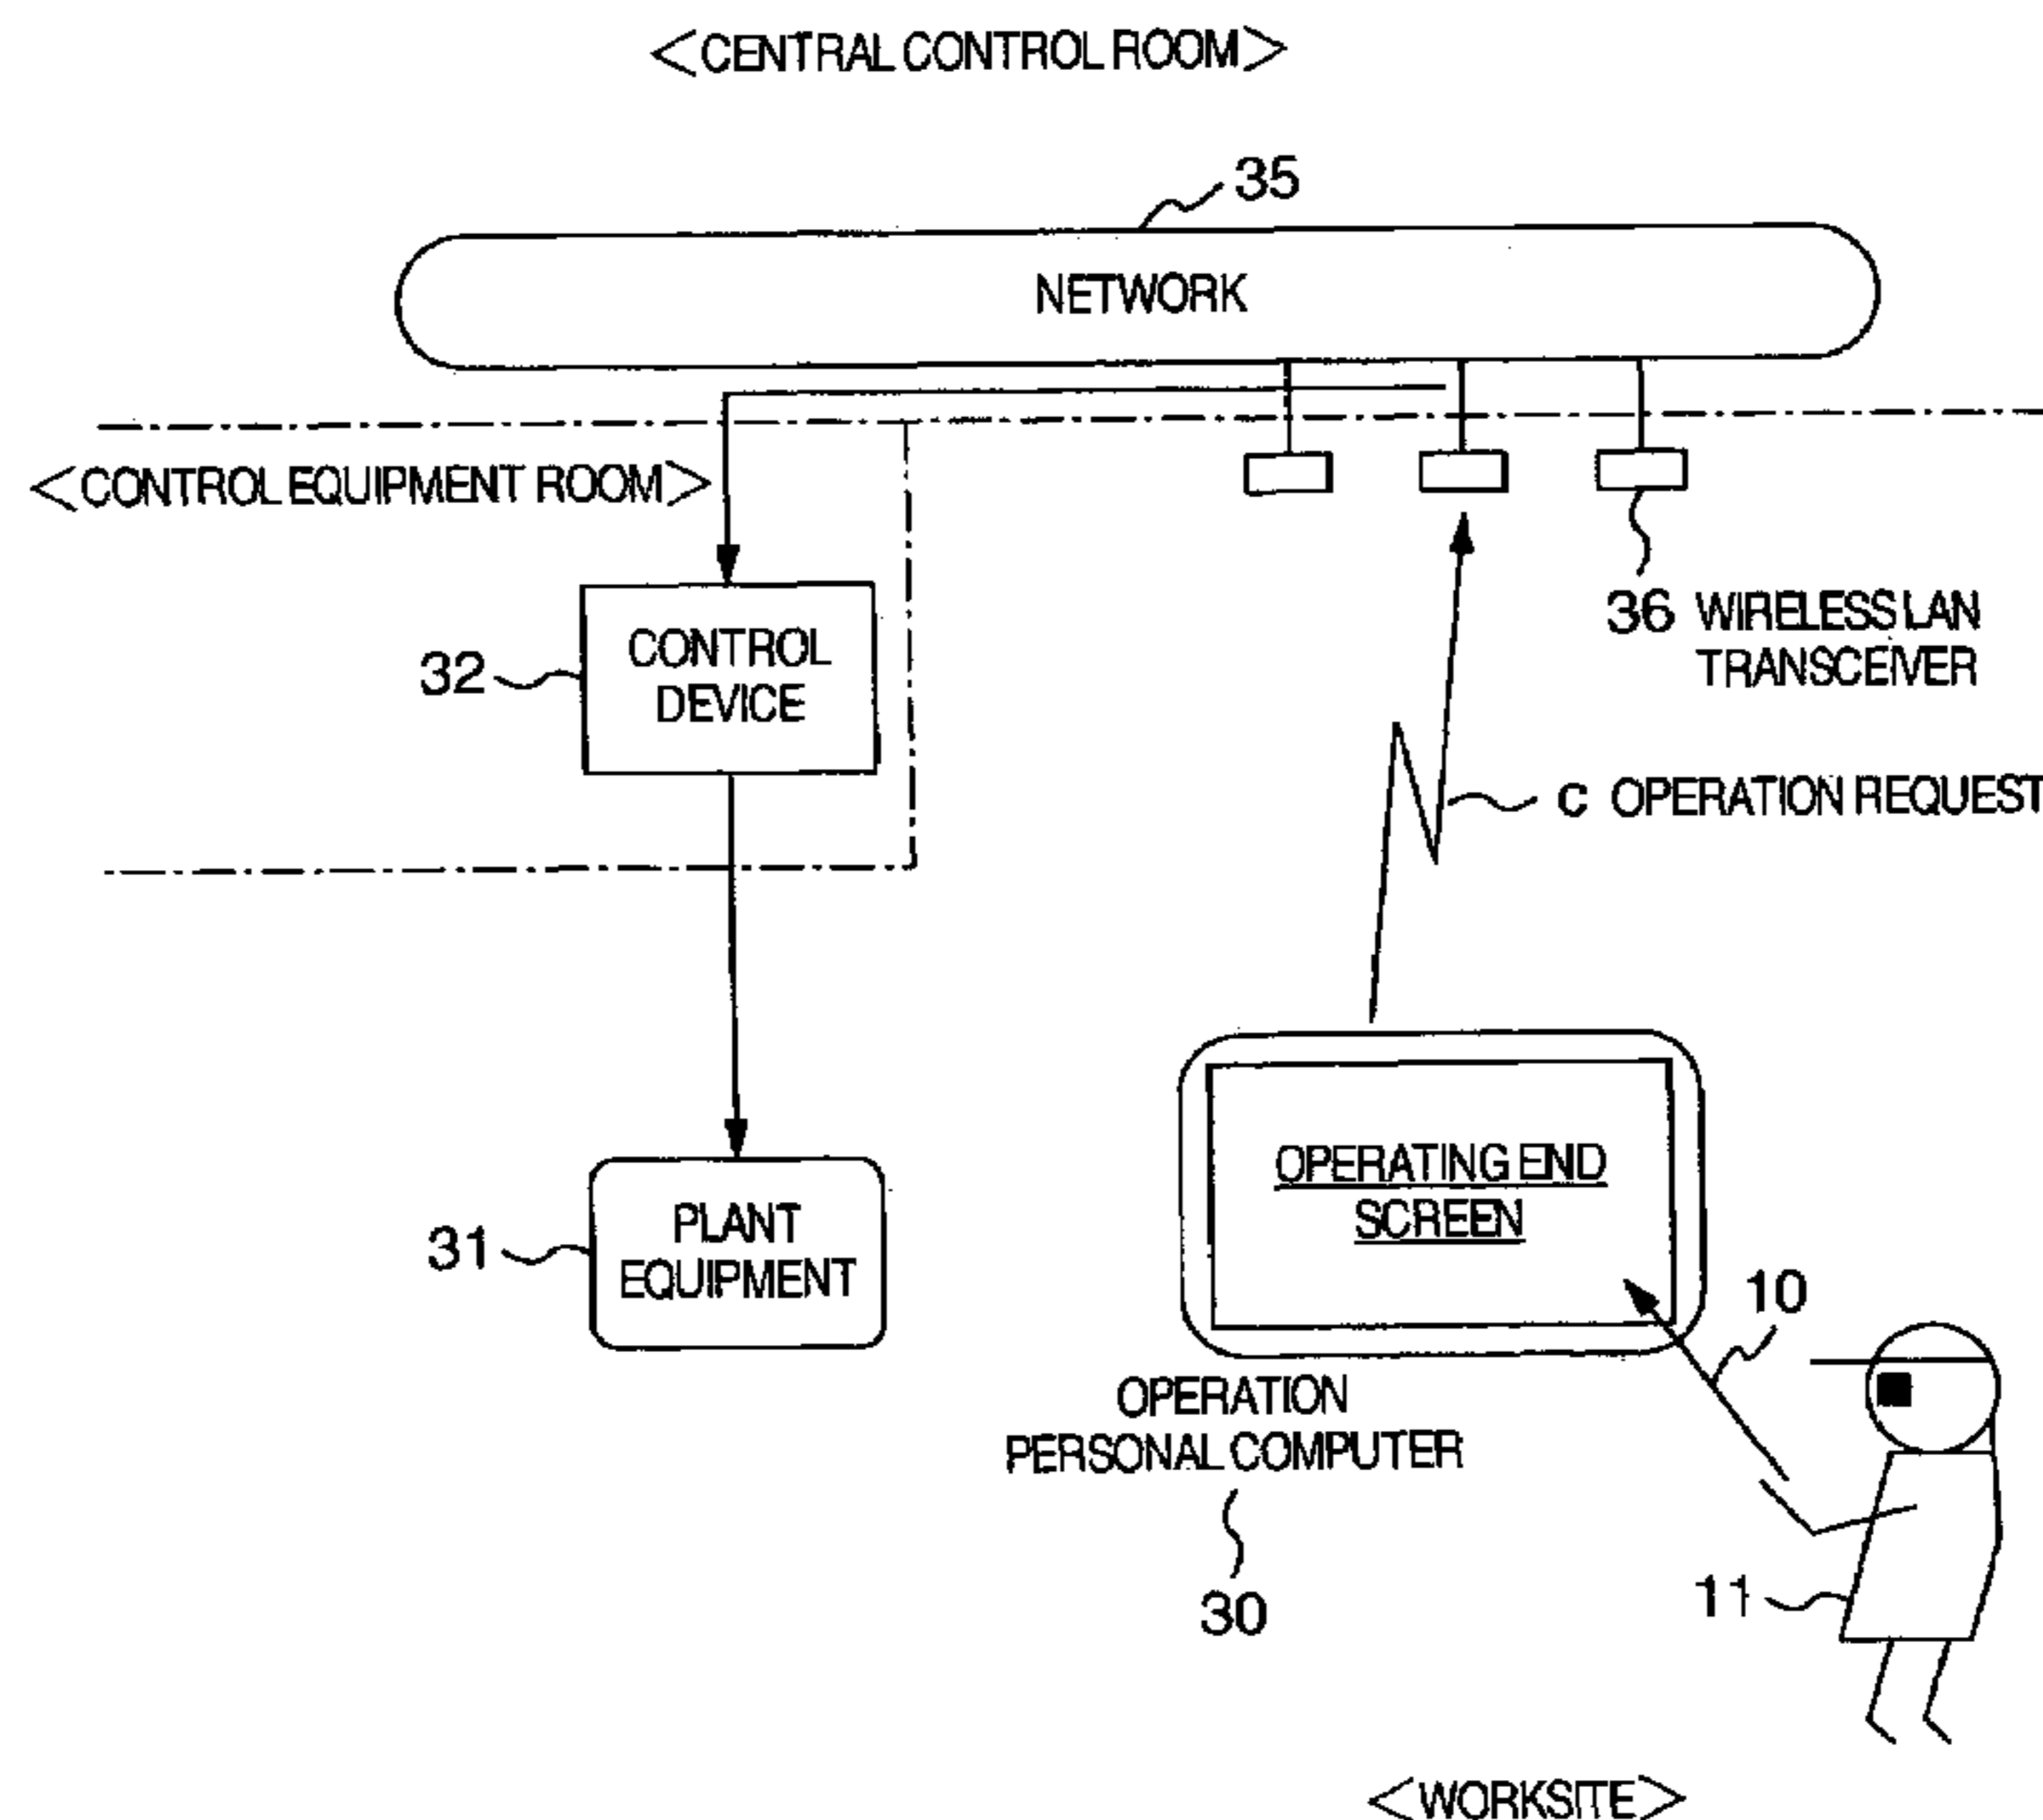 <CENTRAL CONTROL ROOM>
35
NETWORK
<CONTROL EQUIPMENT ROOM>
36 WIRELESS LAN
TRANSCEIVER
32
CONTROL
DEVICE
C OPERATION REQUEST
31
PLANT
EQUIPMENT
OPERATING END
SCREEN
10
OPERATION
PERSONAL COMPUTER
30
11
<WORKSITE>